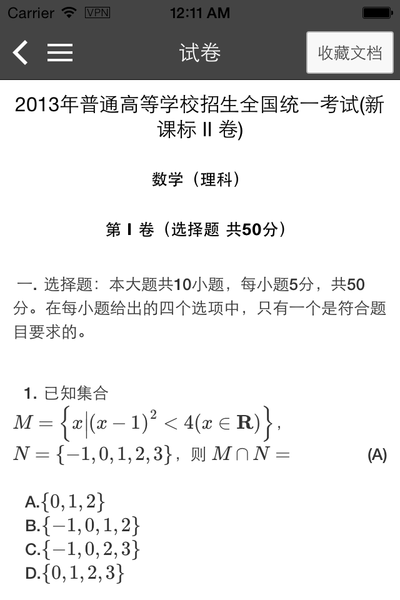 Carrier VPN 12:11 AM
试卷 收藏文档
2013年普通高等学校招生全国统一考试(新
课标 II 卷)
数学（理科）
第 I 卷（选择题 共50分）
一. 选择题：本大题共10小题，每小题5分，共50
分。在每小题给出的四个选项中，只有一个是符合题
目要求的。
1. 已知集合
M = {x|(x − 1)² < 4(x ∈ R)}，
N = {−1, 0, 1, 2, 3}，则 M ∩ N = (A)
A.{0, 1, 2}
B.{−1, 0, 1, 2}
C.{−1, 0, 2, 3}
D.{0, 1, 2, 3}